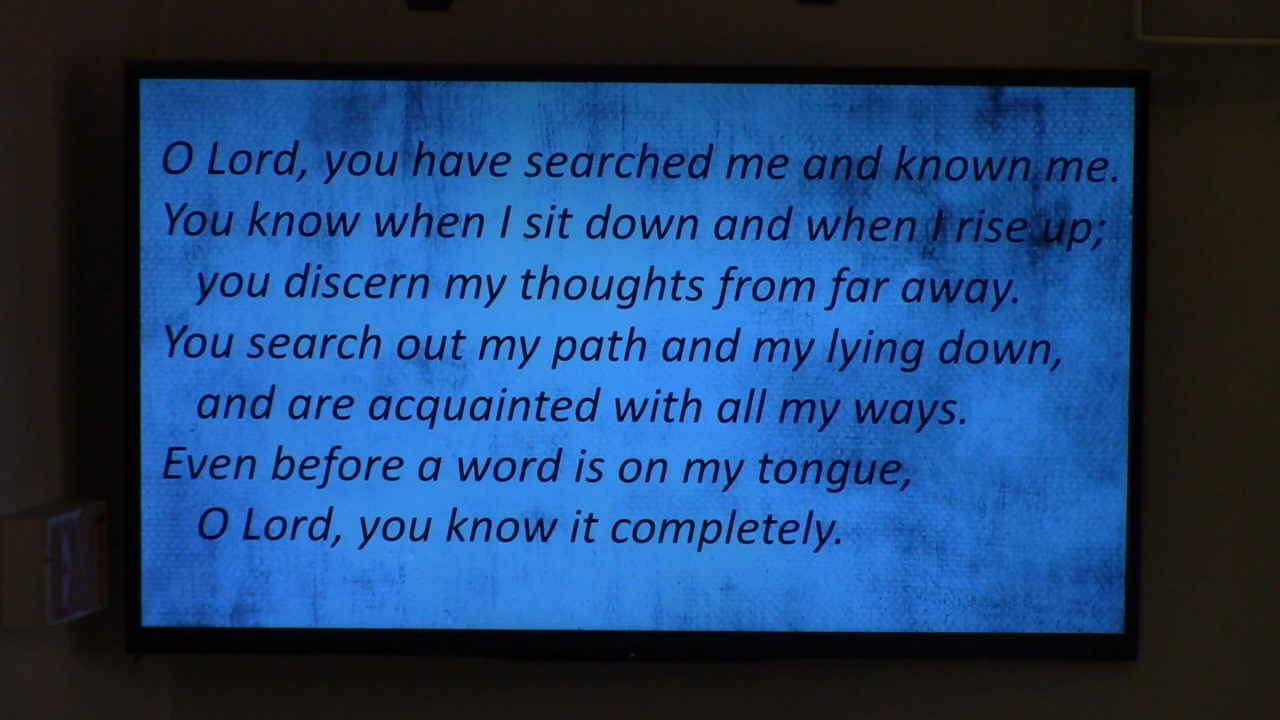 O Lord, you have searched me and known me.
You know when I sit down and when I rise up;
you discern my thoughts from far away.
You search out my path and my lying down,
and are acquainted with all my ways.
Even before a word is on my tongue,
O Lord, you know it completely.